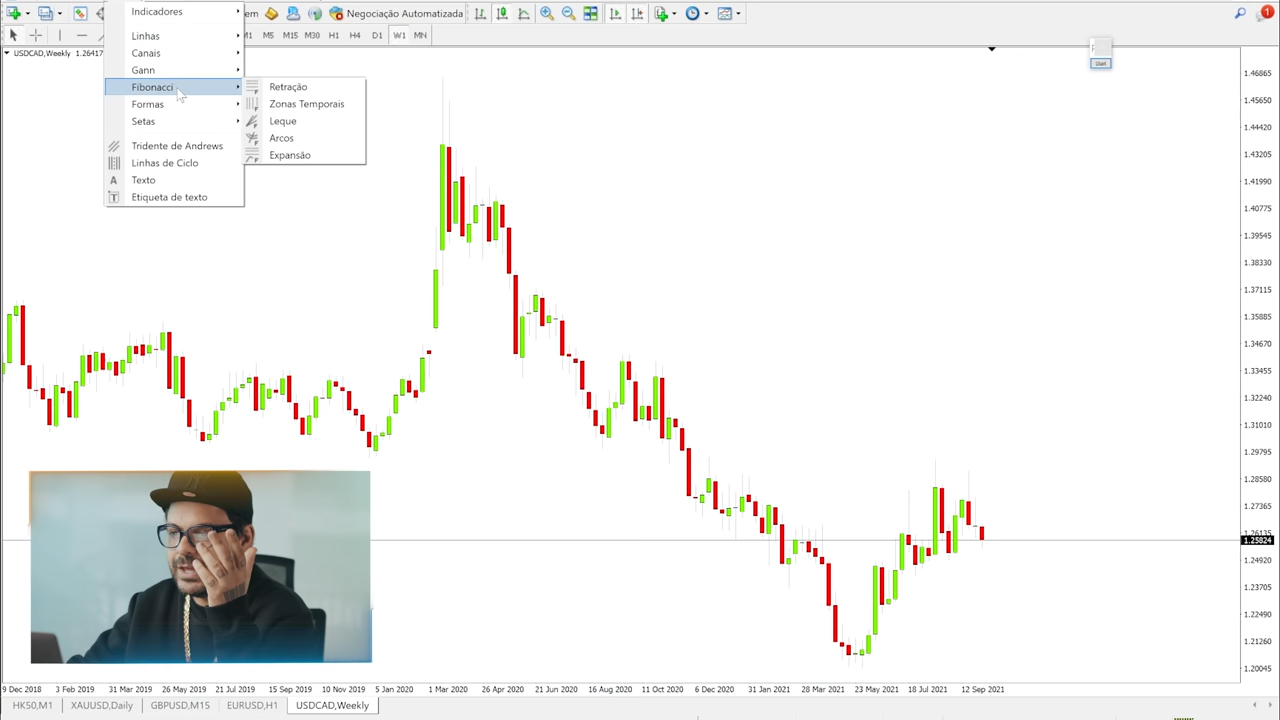 Indicadores
em
Negociação Automatizada
1
Linhas
M1 M5 M15 M30 H1 H4 D1 W1 MN
Canais
USDCAD,Weekly 1.26417
Gann
Fibonacci
Formas
Setas
Tridente de Andrews
Linhas de Ciclo
Texto
Etiqueta de texto
Retração
Zonas Temporais
Leque
Arcos
Expansão
Start
1.46865
1.45650
1.44420
1.43205
1.41990
1.40775
1.39545
1.38330
1.37115
1.35885
1.34670
1.33455
1.32240
1.31010
1.29795
1.28580
1.27365
1.26135
1.25824
1.24920
1.23705
1.22490
1.21260
1.20045
9 Dec 2018 3 Feb 2019 31 Mar 2019 26 May 2019 21 Jul 2019 15 Sep 2019 10 Nov 2019 5 Jan 2020 1 Mar 2020 26 Apr 2020 21 Jun 2020 16 Aug 2020 11 Oct 2020 6 Dec 2020 31 Jan 2021 28 Mar 2021 23 May 2021 18 Jul 2021 12 Sep 2021
HK50,M1 XAUUSD,Daily GBPUSD,M15 EURUSD,H1 USDCAD,Weekly